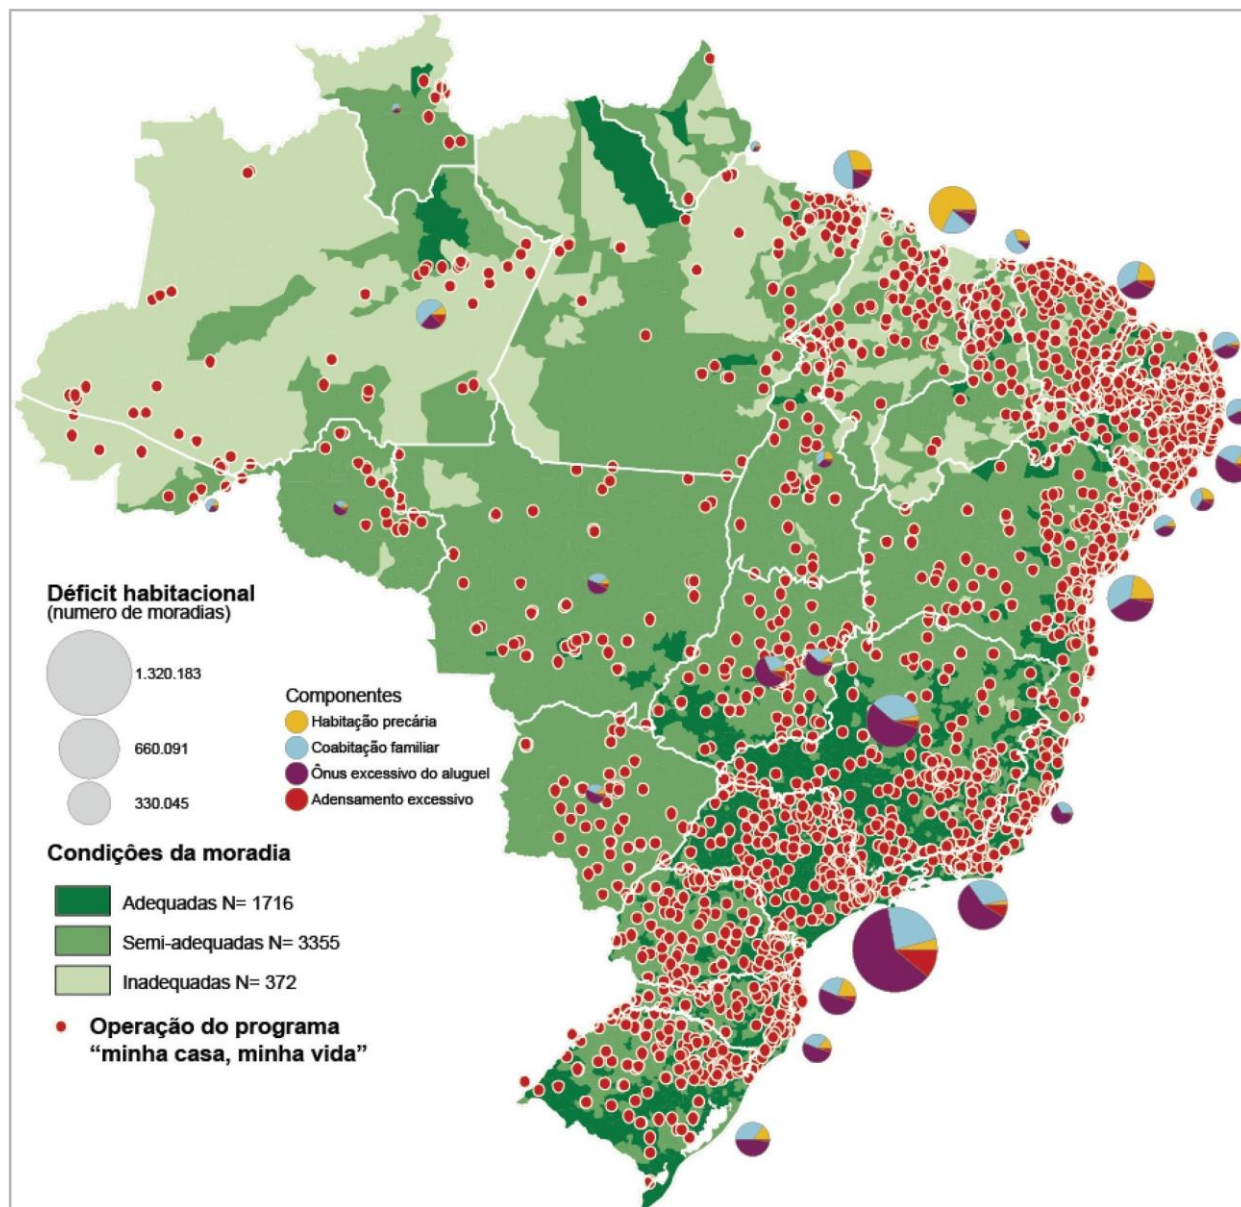 Déficit habitacional
(numero de moradias)
1.320.183
660.091
330.045
Componentes
Habitação precária
Coabitação familiar
Ônus excessivo do aluguel
Adensamento excessivo
Condições da moradia
Adequadas N= 1716
Semi-adequadas N= 3355
Inadequadas N= 372
Operação do programa
“minha casa, minha vida”